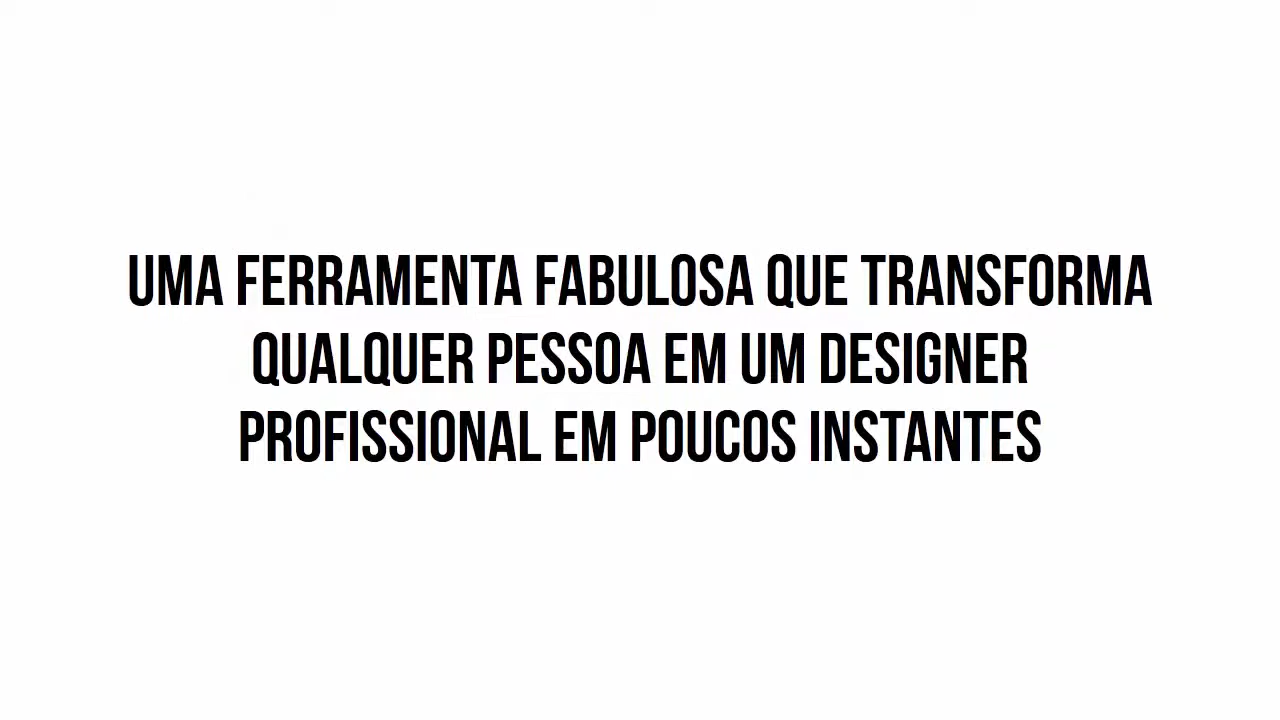 UMA FERRAMENTA FABULOSA QUE TRANSFORMA
QUALQUER PESSOA EM UM DESIGNER
PROFISSIONAL EM POUCOS INSTANTES